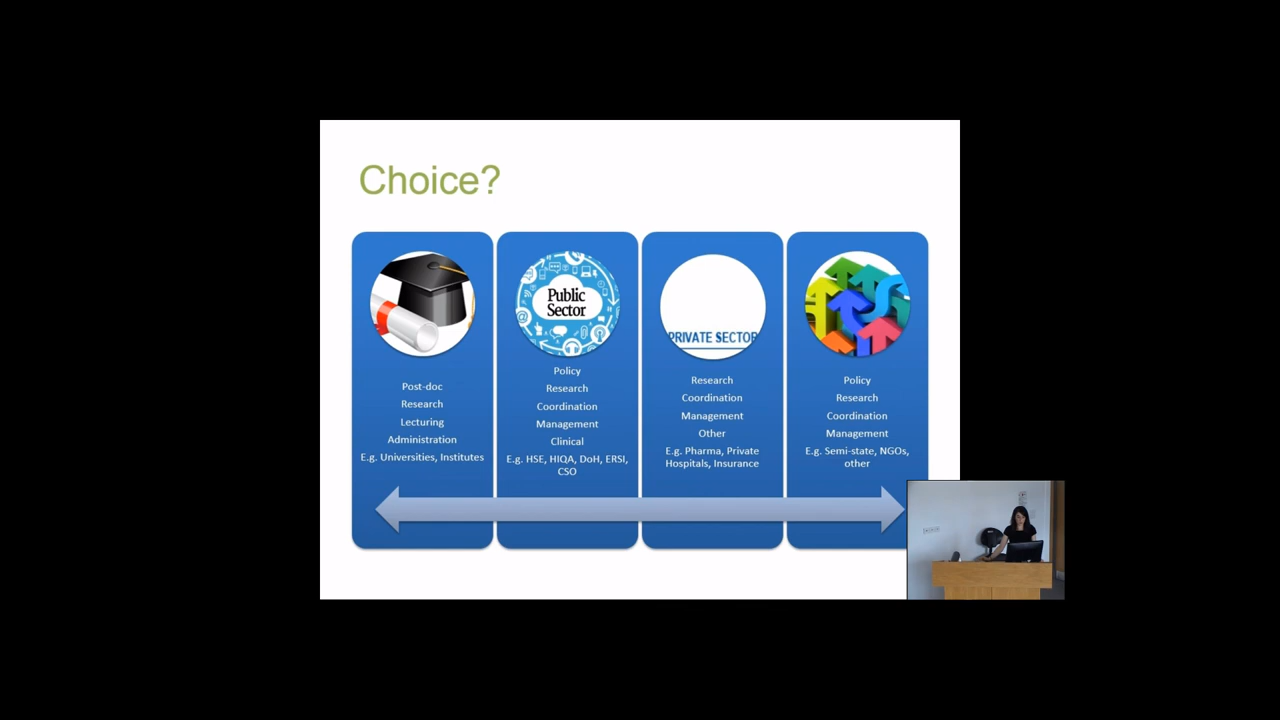 Choice?
Post-doc
Research
Lecturing
Administration
E.g. Universities, Institutes
Public
Sector
Policy
Research
Coordination
Management
Clinical
E.g. HSE, HIQA, DoH, ERSI,
CSO
PRIVATE SECTOR
Research
Coordination
Management
Other
E.g. Pharma, Private
Hospitals, Insurance
Policy
Research
Coordination
Management
E.g. Semi-state, NGOs,
other